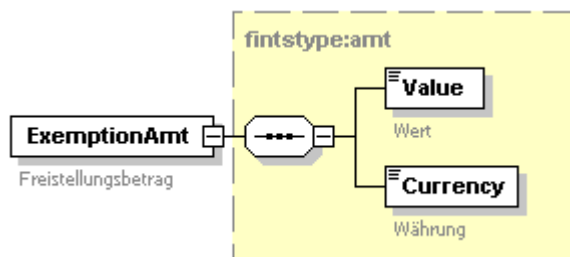 fintstype:amt
Value
Wert
ExemptionAmt
Freistellungsbetrag
Currency
Währung